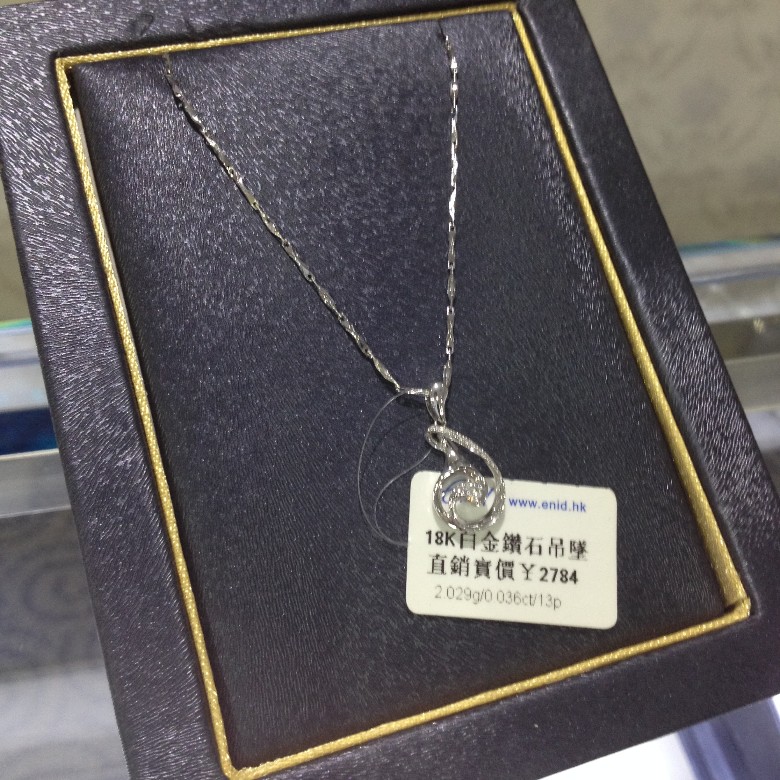 www.enid.hk
18K白金鑽石吊墜
直銷實價￥2784
2.029g/0.036ct/13p